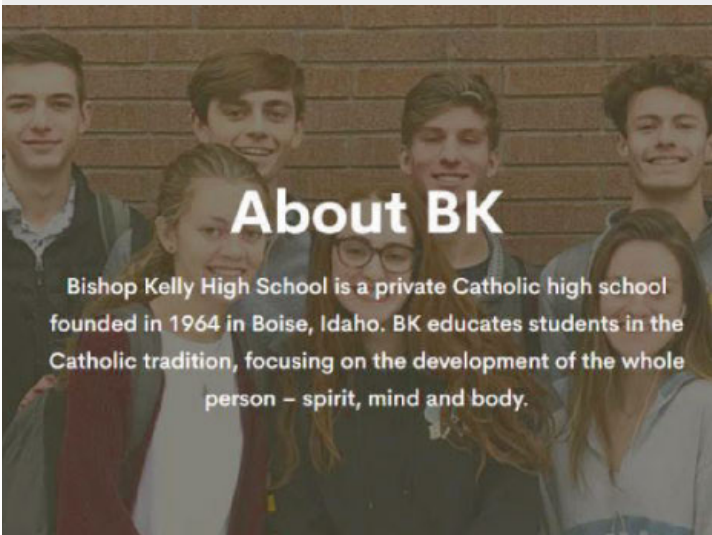 About BK
Bishop Kelly High School is a private Catholic high school
founded in 1964 in Boise, Idaho. BK educates students in the
Catholic tradition, focusing on the development of the whole
person – spirit, mind and body.